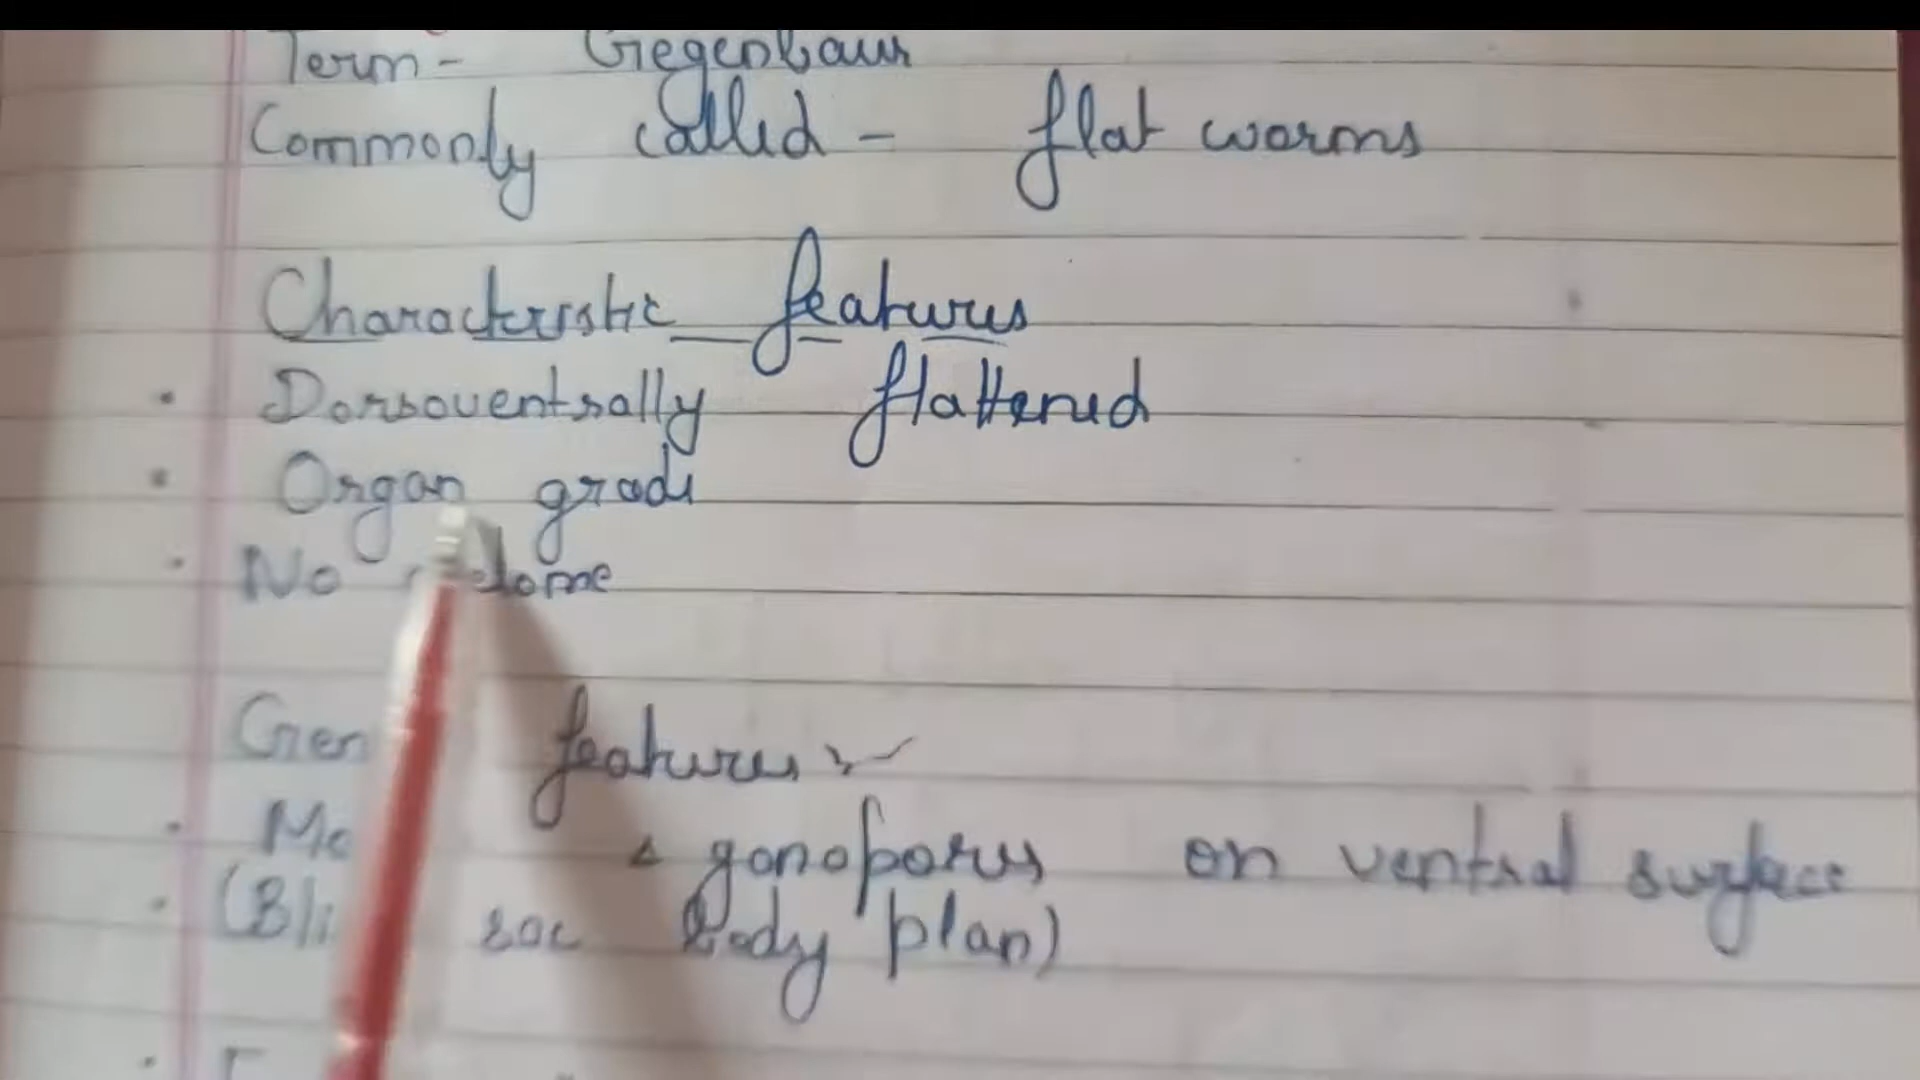 Term - Gegenbaur
Commonly called - flat worms
Characteristic features
• Dorsoventrally flattened
• Organ grade
• No
features
gonopores on ventral surface
sac body plan)